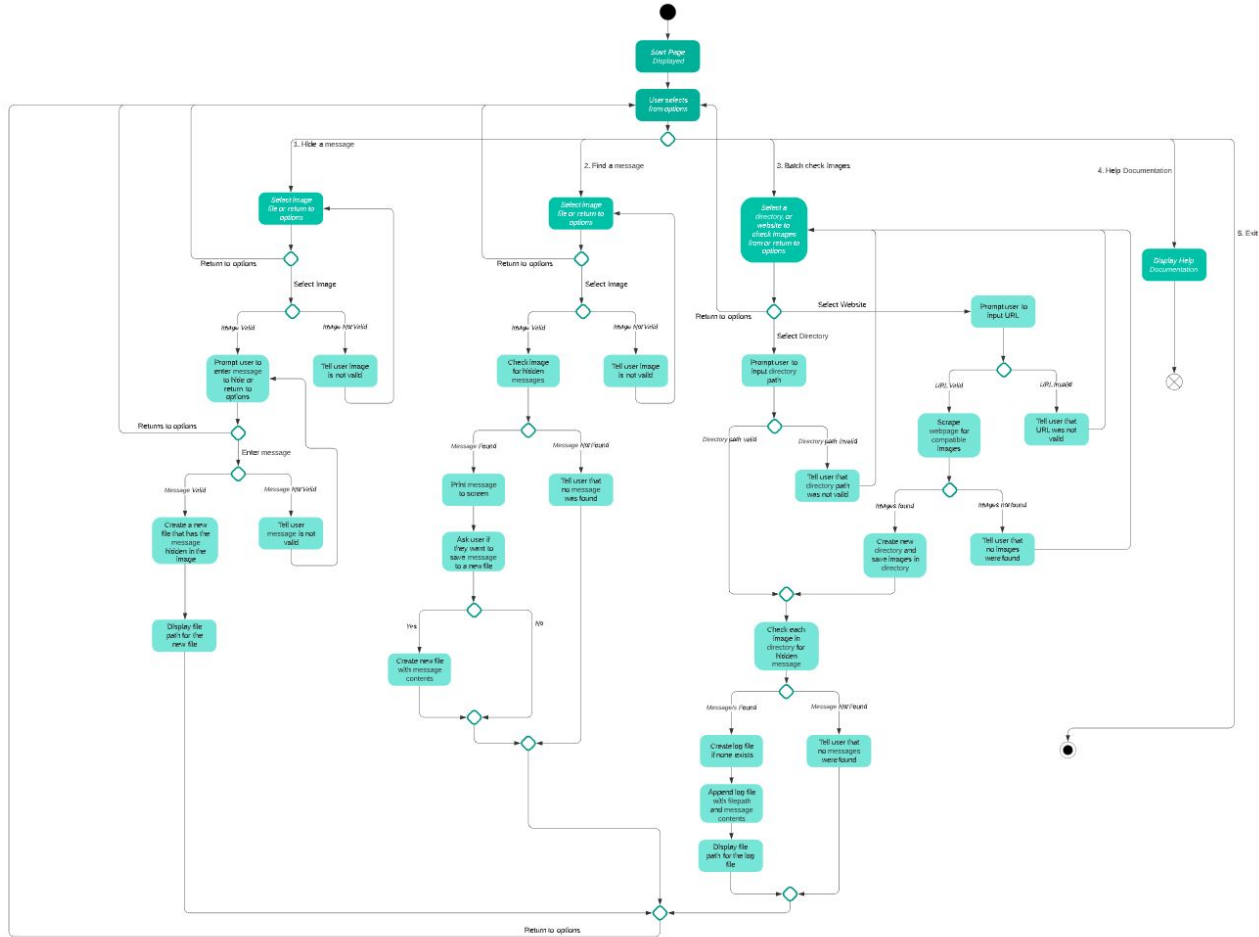 Start Page
Displayed
User selects
from options
1. Hide a message
2. Find a message
3. Batch check Images
4. Help Documentation
5. Exit
Select Image
file or return to
options
Select Image
file or return to
options
Select a
directory, or
website to
check Images
from or return to
options
Display Help
Documentation
Return to options
Return to options
Select Image
Select Image
Return to options
Select Website
Select Directory
Prompt user to
input URL
Image Valid
Image Not Valid
Image Valid
Image Not Valid
Prompt user to
enter message
to hide or
return to
options
Tell user image
is not valid
Check image for
hidden
messages
Tell user image
is not valid
Prompt user to
input directory
path
URL Valid
URL Invalid
Returns to options
Enter message
Scrape
webpage for
compatible
images
Tell user that
URL was not
valid
Message Found
Message Not Found
Directory path valid
Directory path invalid
Message Valid
Message Not Valid
Print message
to screen
Tell user that
no message
was found
Tell user that
directory path
was not valid
Images found
Images not found
Create a new
file that has the
message
hidden in the
image
Tell user
message is not
valid
Ask user if
they want to
save message
to a new file
Create new
directory and
save images in
directory
Tell user that
no images
were found
Yes
No
Display file
path for the
new file
Create new file
with message
contents
Check each
image in
directory for
hidden
message
Message/s Found
Message Not Found
Create log file
if none exists
Tell user that
no messages
were found
Append log file
with filepath
and message
contents
Display file
path for the log
file
Return to options